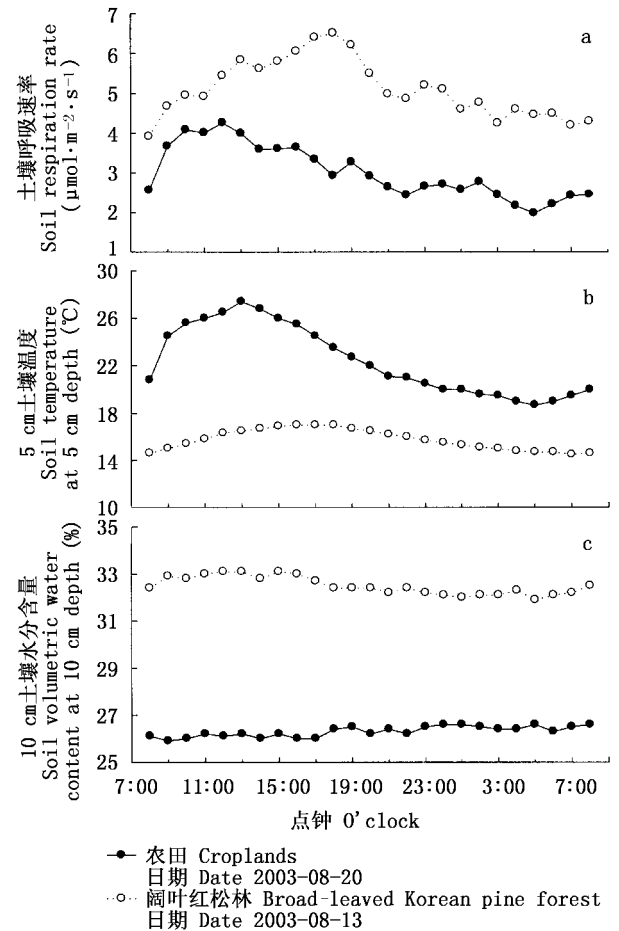 7
6
5
4
3
2
1
土壤呼吸速率
Soil respiration rate
(μmol·m⁻²·s⁻¹)
a
30
26
22
18
14
10
5 cm土壤温度
Soil temperature
at 5 cm depth (℃)
b
35
33
31
29
27
25
10 cm土壤水分含量
Soil volumetric water
content at 10 cm depth (%)
c
7:00 11:00 15:00 19:00 23:00 3:00 7:00
点钟 O'clock
农田 Croplands
日期 Date 2003-08-20
阔叶红松林 Broad-leaved Korean pine forest
日期 Date 2003-08-13